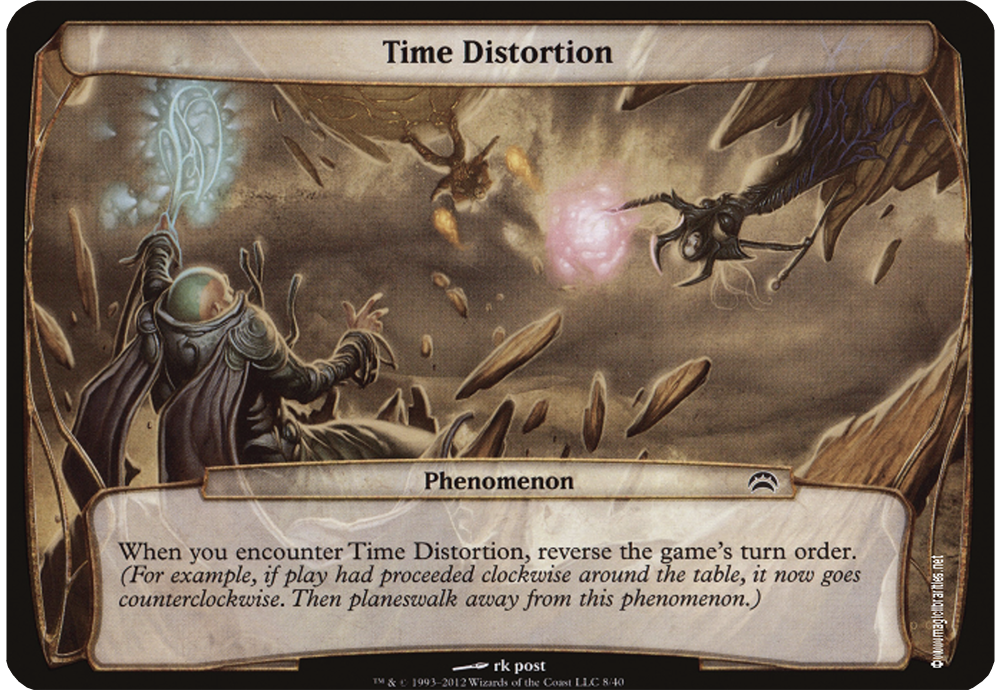 Time Distortion
Phenomenon
When you encounter Time Distortion, reverse the game's turn order.
(For example, if play had proceeded clockwise around the table, it now goes
counterclockwise. Then planeswalk away from this phenomenon.)
rk post
™ & © 1993–2012 Wizards of the Coast LLC 8/40
©www.magiclibrarities.net